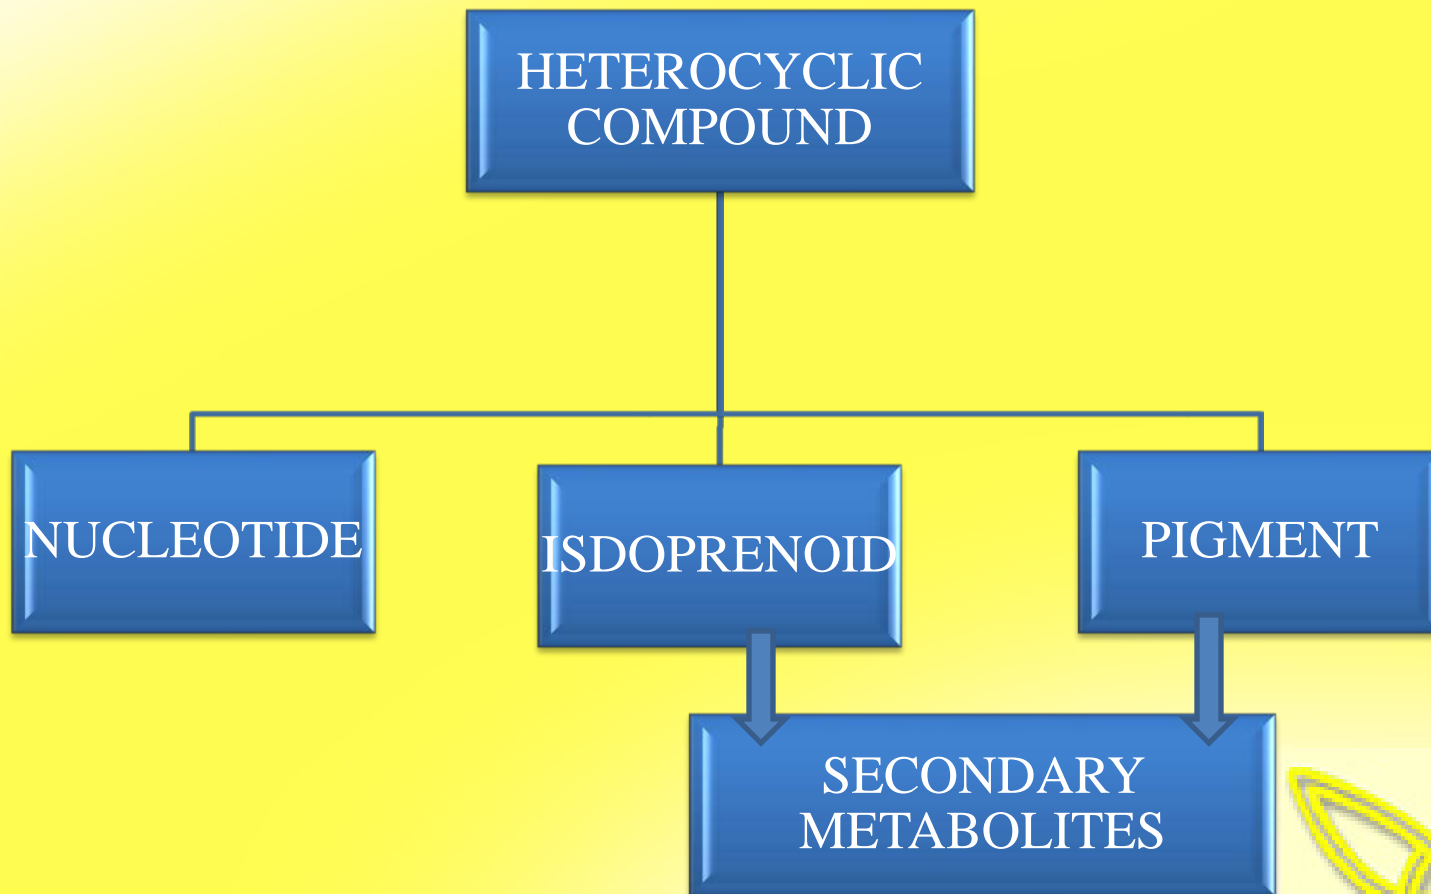 HETEROCYCLIC
COMPOUND
NUCLEOTIDE
ISDOPRENOID
PIGMENT
SECONDARY
METABOLITES